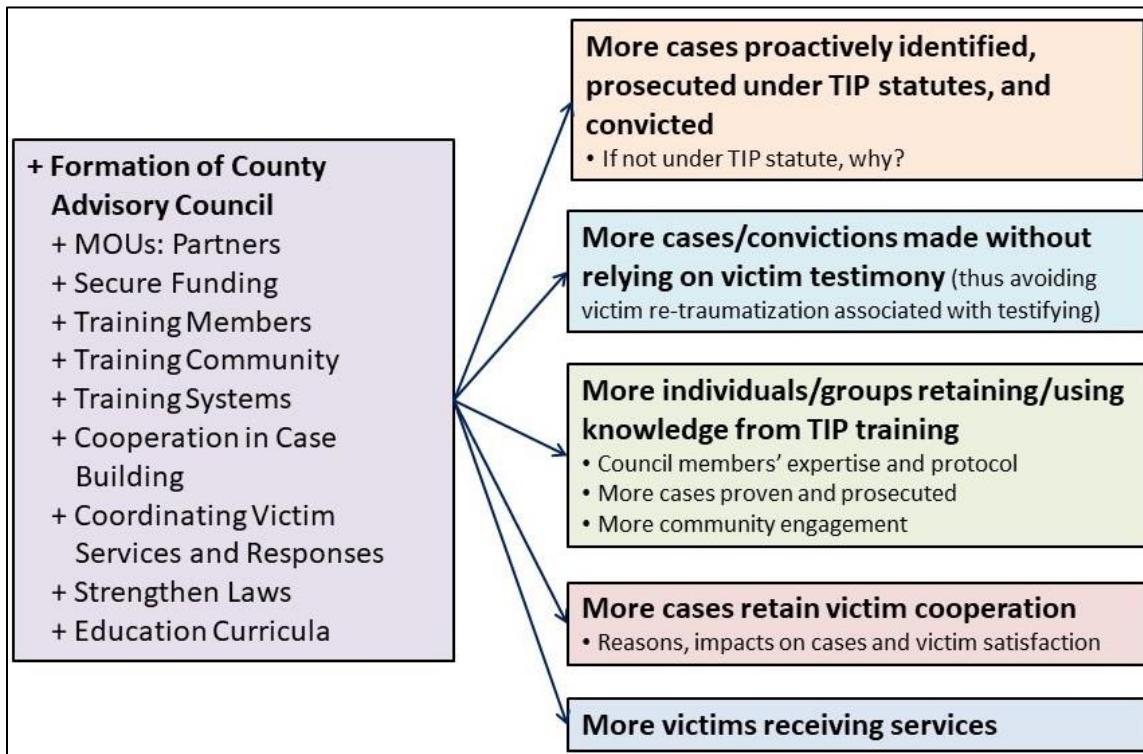 + Formation of County
Advisory Council
+ MOUs: Partners
+ Secure Funding
+ Training Members
+ Training Community
+ Training Systems
+ Cooperation in Case
Building
+ Coordinating Victim
Services and Responses
+ Strengthen Laws
+ Education Curricula
More cases proactively identified,
prosecuted under TIP statutes, and
convicted
• If not under TIP statute, why?
More cases/convictions made without
relying on victim testimony (thus avoiding
victim re-traumatization associated with testifying)
More individuals/groups retaining/using
knowledge from TIP training
• Council members’ expertise and protocol
• More cases proven and prosecuted
• More community engagement
More cases retain victim cooperation
• Reasons, impacts on cases and victim satisfaction
More victims receiving services